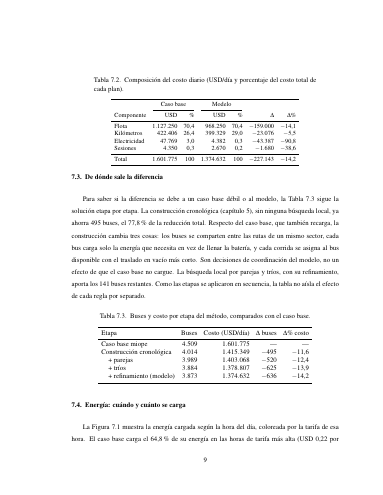 Tabla 7.2. Composición del costo diario (USD/día y porcentaje del costo total de
cada plan).
Caso base Modelo
Componente USD % USD % Δ Δ%
Flota 1.127.250 70,4 968.250 70,4 −159.000 −14,1
Kilómetros 422.406 26,4 399.329 29,0 −23.076 −5,5
Electricidad 47.769 3,0 4.382 0,3 −43.387 −90,8
Sesiones 4.350 0,3 2.670 0,2 −1.680 −38,6
Total 1.601.775 100 1.374.632 100 −227.143 −14,2
7.3. De dónde sale la diferencia
Para saber si la diferencia se debe a un caso base débil o al modelo, la Tabla 7.3 sigue la
solución etapa por etapa. La construcción cronológica (capítulo 5), sin ninguna búsqueda local, ya
ahorra 495 buses, el 77,8 % de la reducción total. Respecto del caso base, que también recarga, la
construcción cambia tres cosas: los buses se comparten entre las rutas de un mismo sector, cada
bus carga solo la energía que necesita en vez de llenar la batería, y cada corrida se asigna al bus
disponible con el traslado en vacío más corto. Son decisiones de coordinación del modelo, no un
efecto de que el caso base no cargue. La búsqueda local por parejas y tríos, con su refinamiento,
aporta los 141 buses restantes. Como las etapas se aplicaron en secuencia, la tabla no aísla el efecto
de cada regla por separado.
Tabla 7.3. Buses y costo por etapa del método, comparados con el caso base.
Etapa Buses Costo (USD/día) Δ buses Δ% costo
Caso base miope 4.509 1.601.775 — —
Construcción cronológica 4.014 1.415.349 −495 −11,6
+ parejas 3.989 1.403.068 −520 −12,4
+ tríos 3.884 1.378.807 −625 −13,9
+ refinamiento (modelo) 3.873 1.374.632 −636 −14,2
7.4. Energía: cuándo y cuánto se carga
La Figura 7.1 muestra la energía cargada según la hora del día, coloreada por la tarifa de esa
hora. El caso base carga el 64,8 % de su energía en las horas de tarifa más alta (USD 0,22 por
9